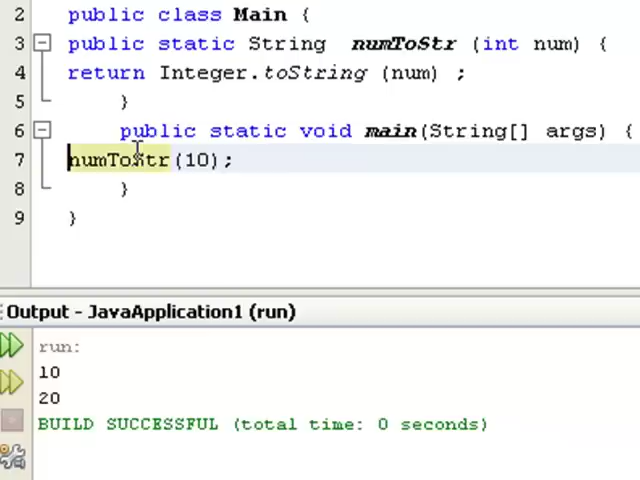 2 public class Main {
3 public static String numToStr (int num) {
4 return Integer.toString (num) ;
5 }
6 public static void main(String[] args) {
7 numToStr(10);
8 }
9 }
Output - JavaApplication1 (run)
run:
10
20
BUILD SUCCESSFUL (total time: 0 seconds)